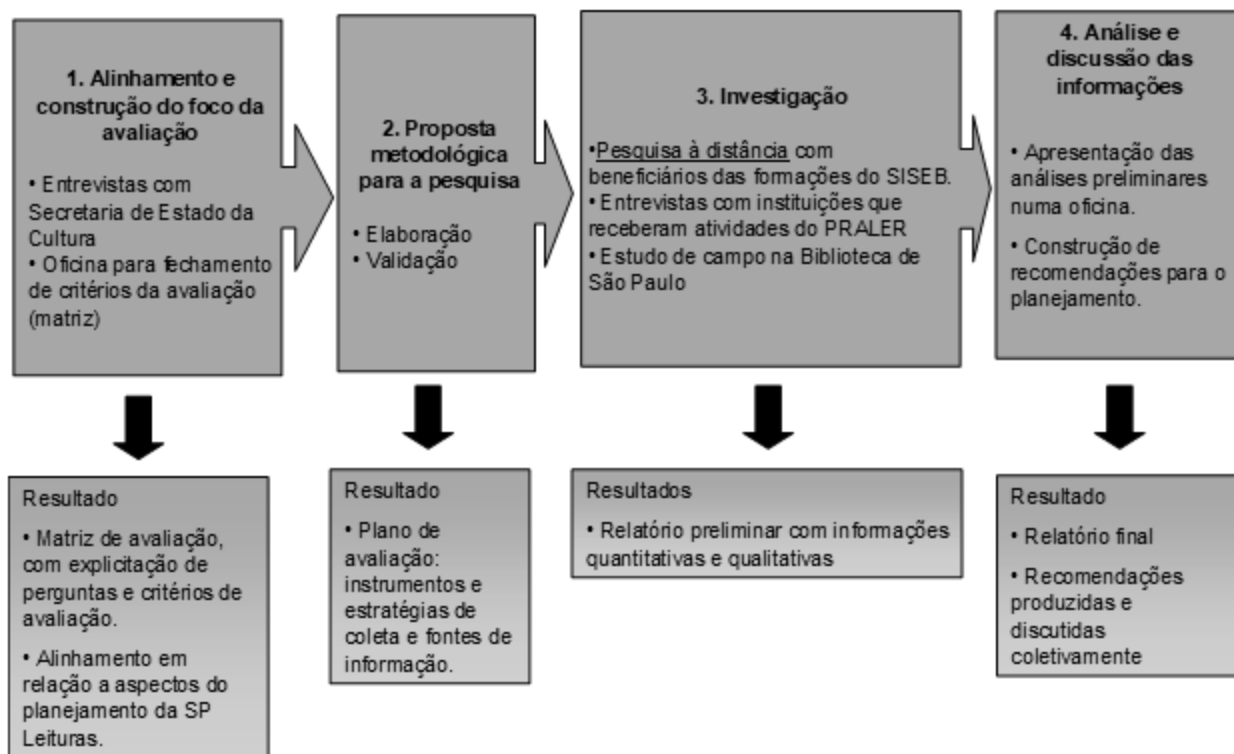 1. Alinhamento e
construção do foco da
avaliação
• Entrevistas com
Secretaria de Estado da
Cultura
• Oficina para fechamento
de critérios da avaliação
(matriz)
2. Proposta
metodológica
para a pesquisa
• Elaboração
• Validação
3. Investigação
•Pesquisa à distância com
beneficiários das formações do SISEB.
• Entrevistas com instituições que
receberam atividades do PRALER
• Estudo de campo na Biblioteca de
São Paulo
4. Análise e
discussão das
informações
• Apresentação das
análises preliminares
numa oficina.
• Construção de
recomendações para o
planejamento.
Resultado
• Matriz de avaliação,
com explicitação de
perguntas e critérios de
avaliação.
• Alinhamento em
relação a aspectos do
planejamento da SP
Leituras.
Resultado
• Plano de
avaliação:
instrumentos e
estratégias de
coleta e fontes de
informação.
Resultados
• Relatório preliminar com informações
quantitativas e qualitativas
Resultado
• Relatório final
• Recomendações
produzidas e
discutidas
coletivamente